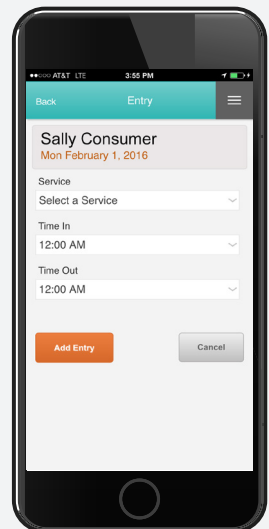 AT&T LTE 3:55 PM
Back Entry
Sally Consumer
Mon February 1, 2016
Service
Select a Service
Time In
12:00 AM
Time Out
12:00 AM
Add Entry Cancel